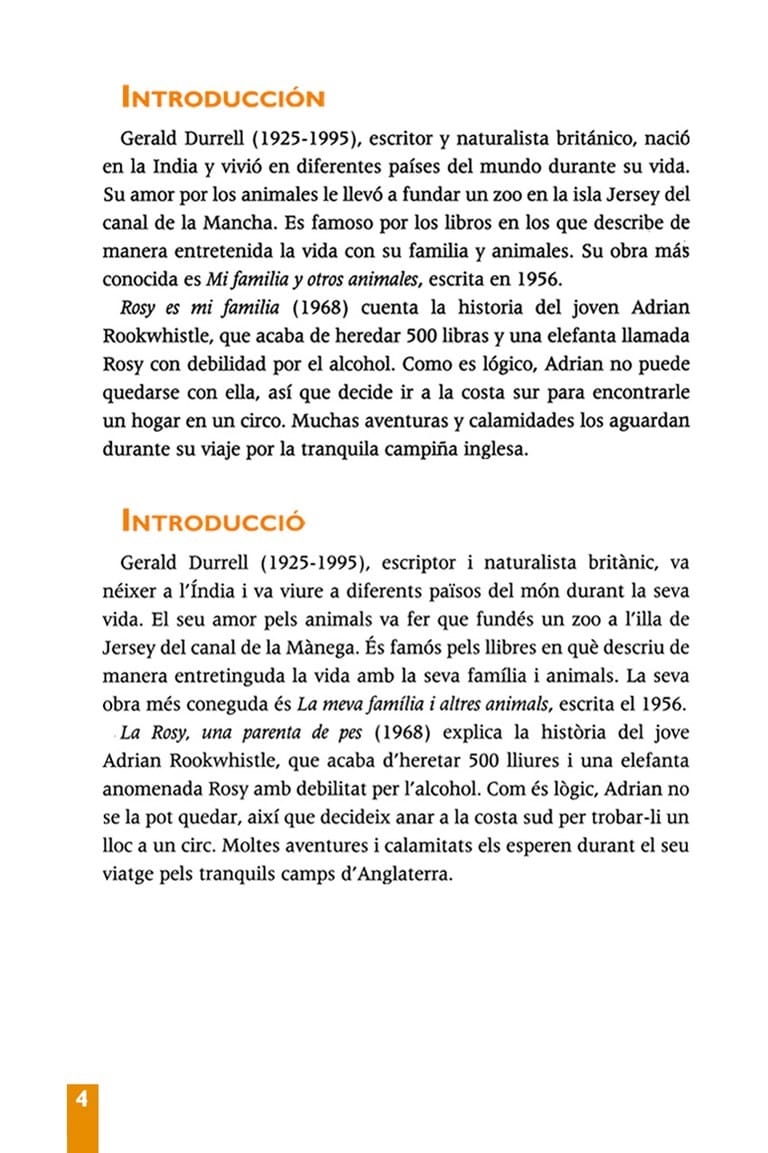 INTRODUCCIÓN
Gerald Durrell (1925-1995), escritor y naturalista británico, nació
en la India y vivió en diferentes países del mundo durante su vida.
Su amor por los animales le llevó a fundar un zoo en la isla Jersey del
canal de la Mancha. Es famoso por los libros en los que describe de
manera entretenida la vida con su familia y animales. Su obra más
conocida es Mi familia y otros animales, escrita en 1956.
Rosy es mi familia (1968) cuenta la historia del joven Adrian
Rookwhistle, que acaba de heredar 500 libras y una elefanta llamada
Rosy con debilidad por el alcohol. Como es lógico, Adrian no puede
quedarse con ella, así que decide ir a la costa sur para encontrarle
un hogar en un circo. Muchas aventuras y calamidades los aguardan
durante su viaje por la tranquila campiña inglesa.
INTRODUCCIÓ
Gerald Durrell (1925-1995), escriptor i naturalista britànic, va
néixer a l'Índia i va viure a diferents països del món durant la seva
vida. El seu amor pels animals va fer que fundés un zoo a l'illa de
Jersey del canal de la Mànega. És famós pels llibres en què descriu de
manera entretinguda la vida amb la seva família i animals. La seva
obra més coneguda és La meva família i altres animals, escrita el 1956.
La Rosy, una parenta de pes (1968) explica la història del jove
Adrian Rookwhistle, que acaba d'heretar 500 lliures i una elefanta
anomenada Rosy amb debilitat per l'alcohol. Com és lògic, Adrian no
se la pot quedar, així que decideix anar a la costa sud per trobar-li un
lloc a un circ. Moltes aventures i calamitats els esperen durant el seu
viatge pels tranquils camps d'Anglaterra.
4